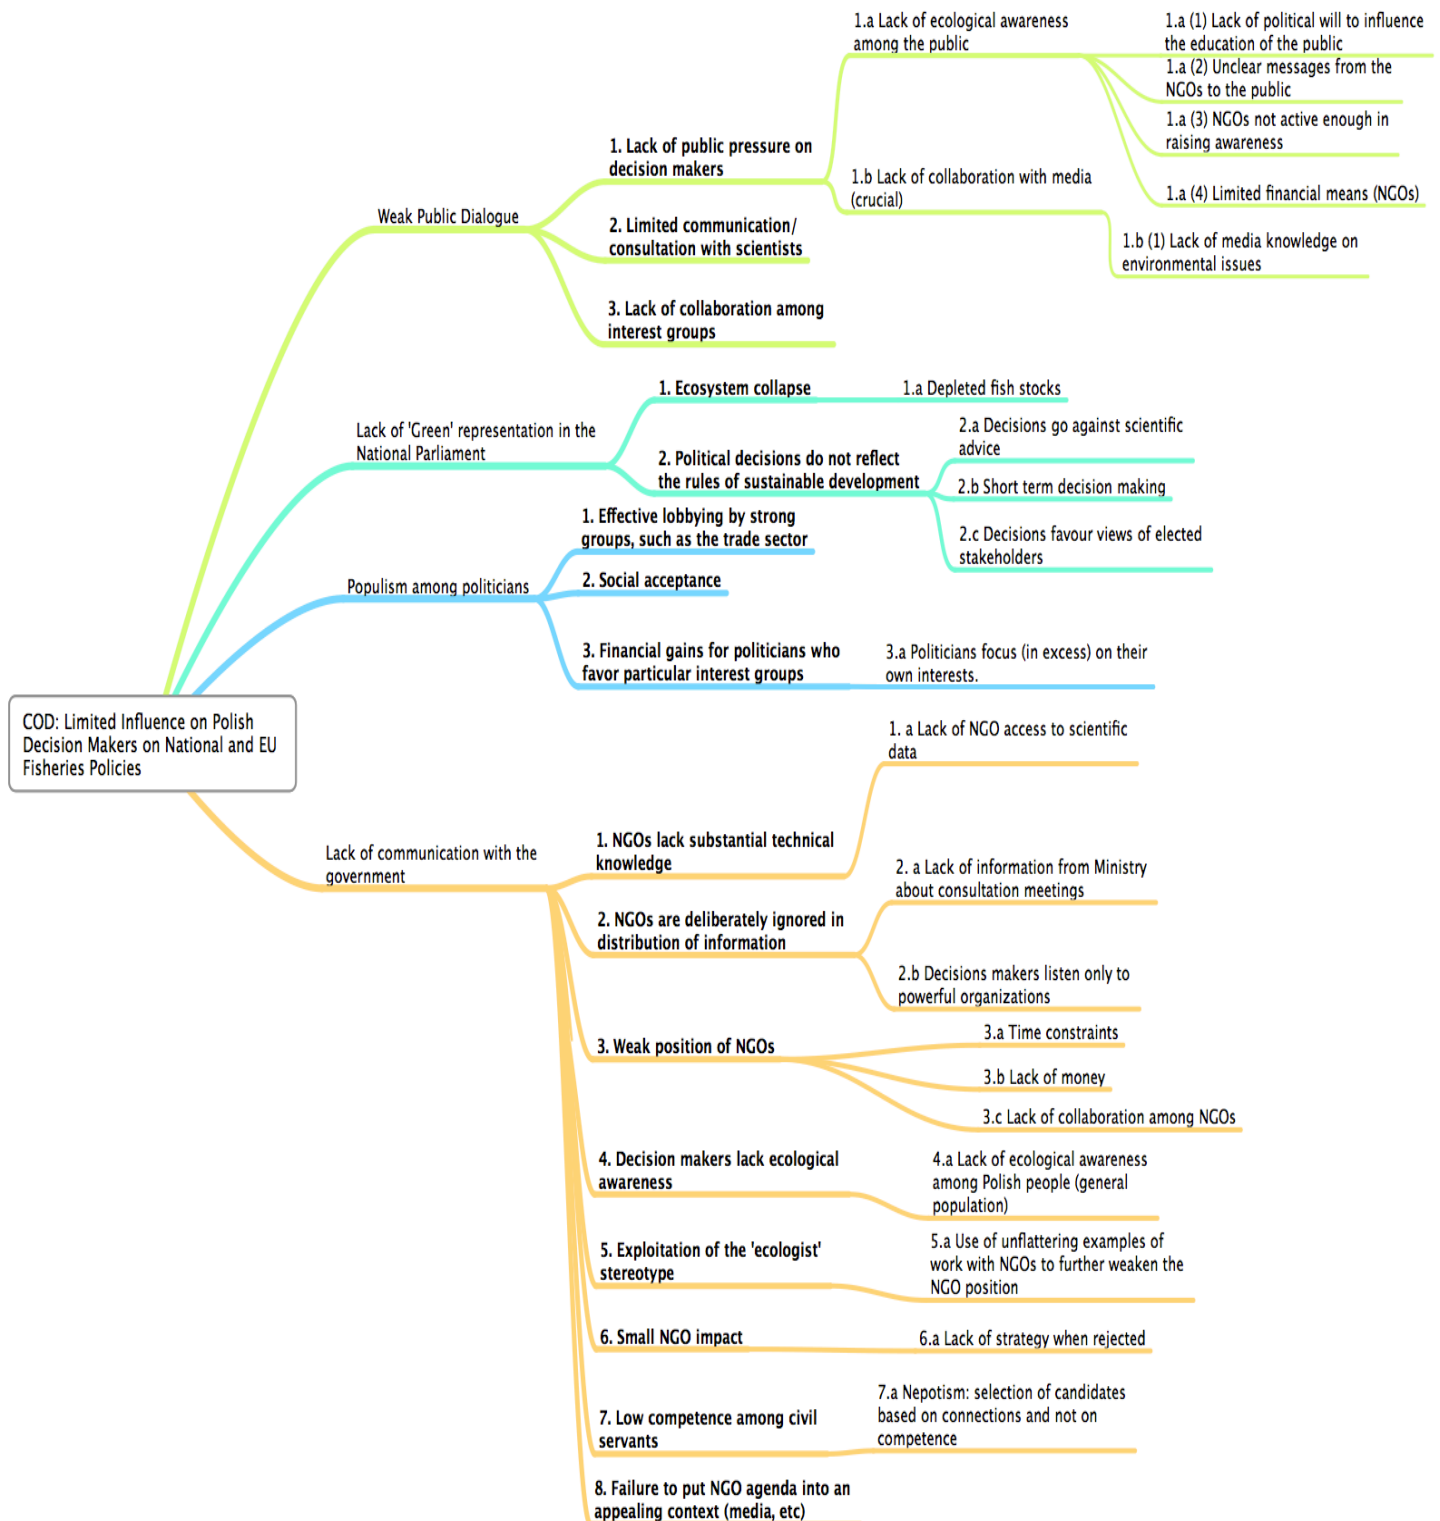 COD: Limited Influence on Polish
Decision Makers on National and EU
Fisheries Policies
Weak Public Dialogue
1. Lack of public pressure on
decision makers
1.a Lack of ecological awareness
among the public
1.a (1) Lack of political will to influence
the education of the public
1.a (2) Unclear messages from the
NGOs to the public
1.a (3) NGOs not active enough in
raising awareness
1.a (4) Limited financial means (NGOs)
1.b Lack of collaboration with media
(crucial)
1.b (1) Lack of media knowledge on
environmental issues
2. Limited communication/
consultation with scientists
3. Lack of collaboration among
interest groups
Lack of 'Green' representation in the
National Parliament
1. Ecosystem collapse
1.a Depleted fish stocks
2. Political decisions do not reflect
the rules of sustainable development
2.a Decisions go against scientific
advice
2.b Short term decision making
2.c Decisions favour views of elected
stakeholders
Populism among politicians
1. Effective lobbying by strong
groups, such as the trade sector
2. Social acceptance
3. Financial gains for politicians who
favor particular interest groups
3.a Politicians focus (in excess) on their
own interests.
Lack of communication with the
government
1. NGOs lack substantial technical
knowledge
1. a Lack of NGO access to scientific
data
2. NGOs are deliberately ignored in
distribution of information
2. a Lack of information from Ministry
about consultation meetings
2.b Decisions makers listen only to
powerful organizations
3. Weak position of NGOs
3.a Time constraints
3.b Lack of money
3.c Lack of collaboration among NGOs
4. Decision makers lack ecological
awareness
4.a Lack of ecological awareness
among Polish people (general
population)
5. Exploitation of the 'ecologist'
stereotype
5.a Use of unflattering examples of
work with NGOs to further weaken the
NGO position
6. Small NGO impact
6.a Lack of strategy when rejected
7. Low competence among civil
servants
7.a Nepotism: selection of candidates
based on connections and not on
competence
8. Failure to put NGO agenda into an
appealing context (media, etc)